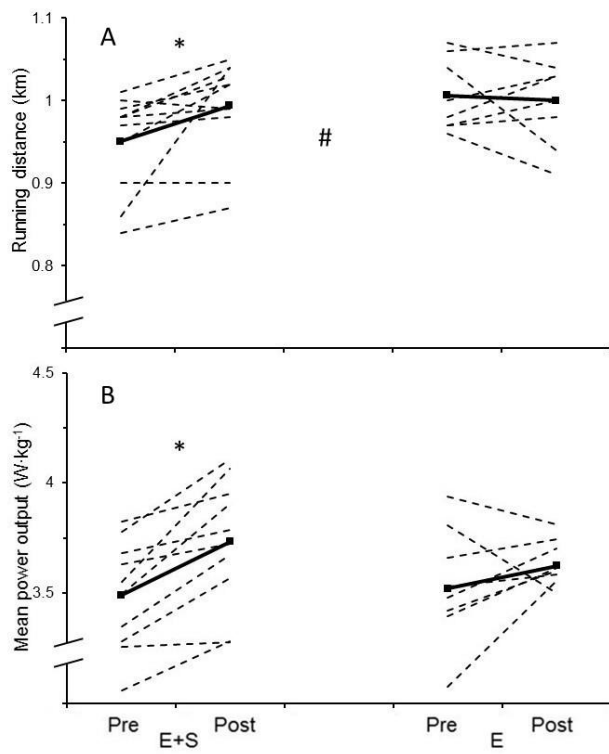 1.1
A
*
1
#
0.9
0.8
Running distance (km)
4.5
B
*
4
3.5
Mean power output (W·kg⁻¹)
Pre Post Pre Post
E+S E